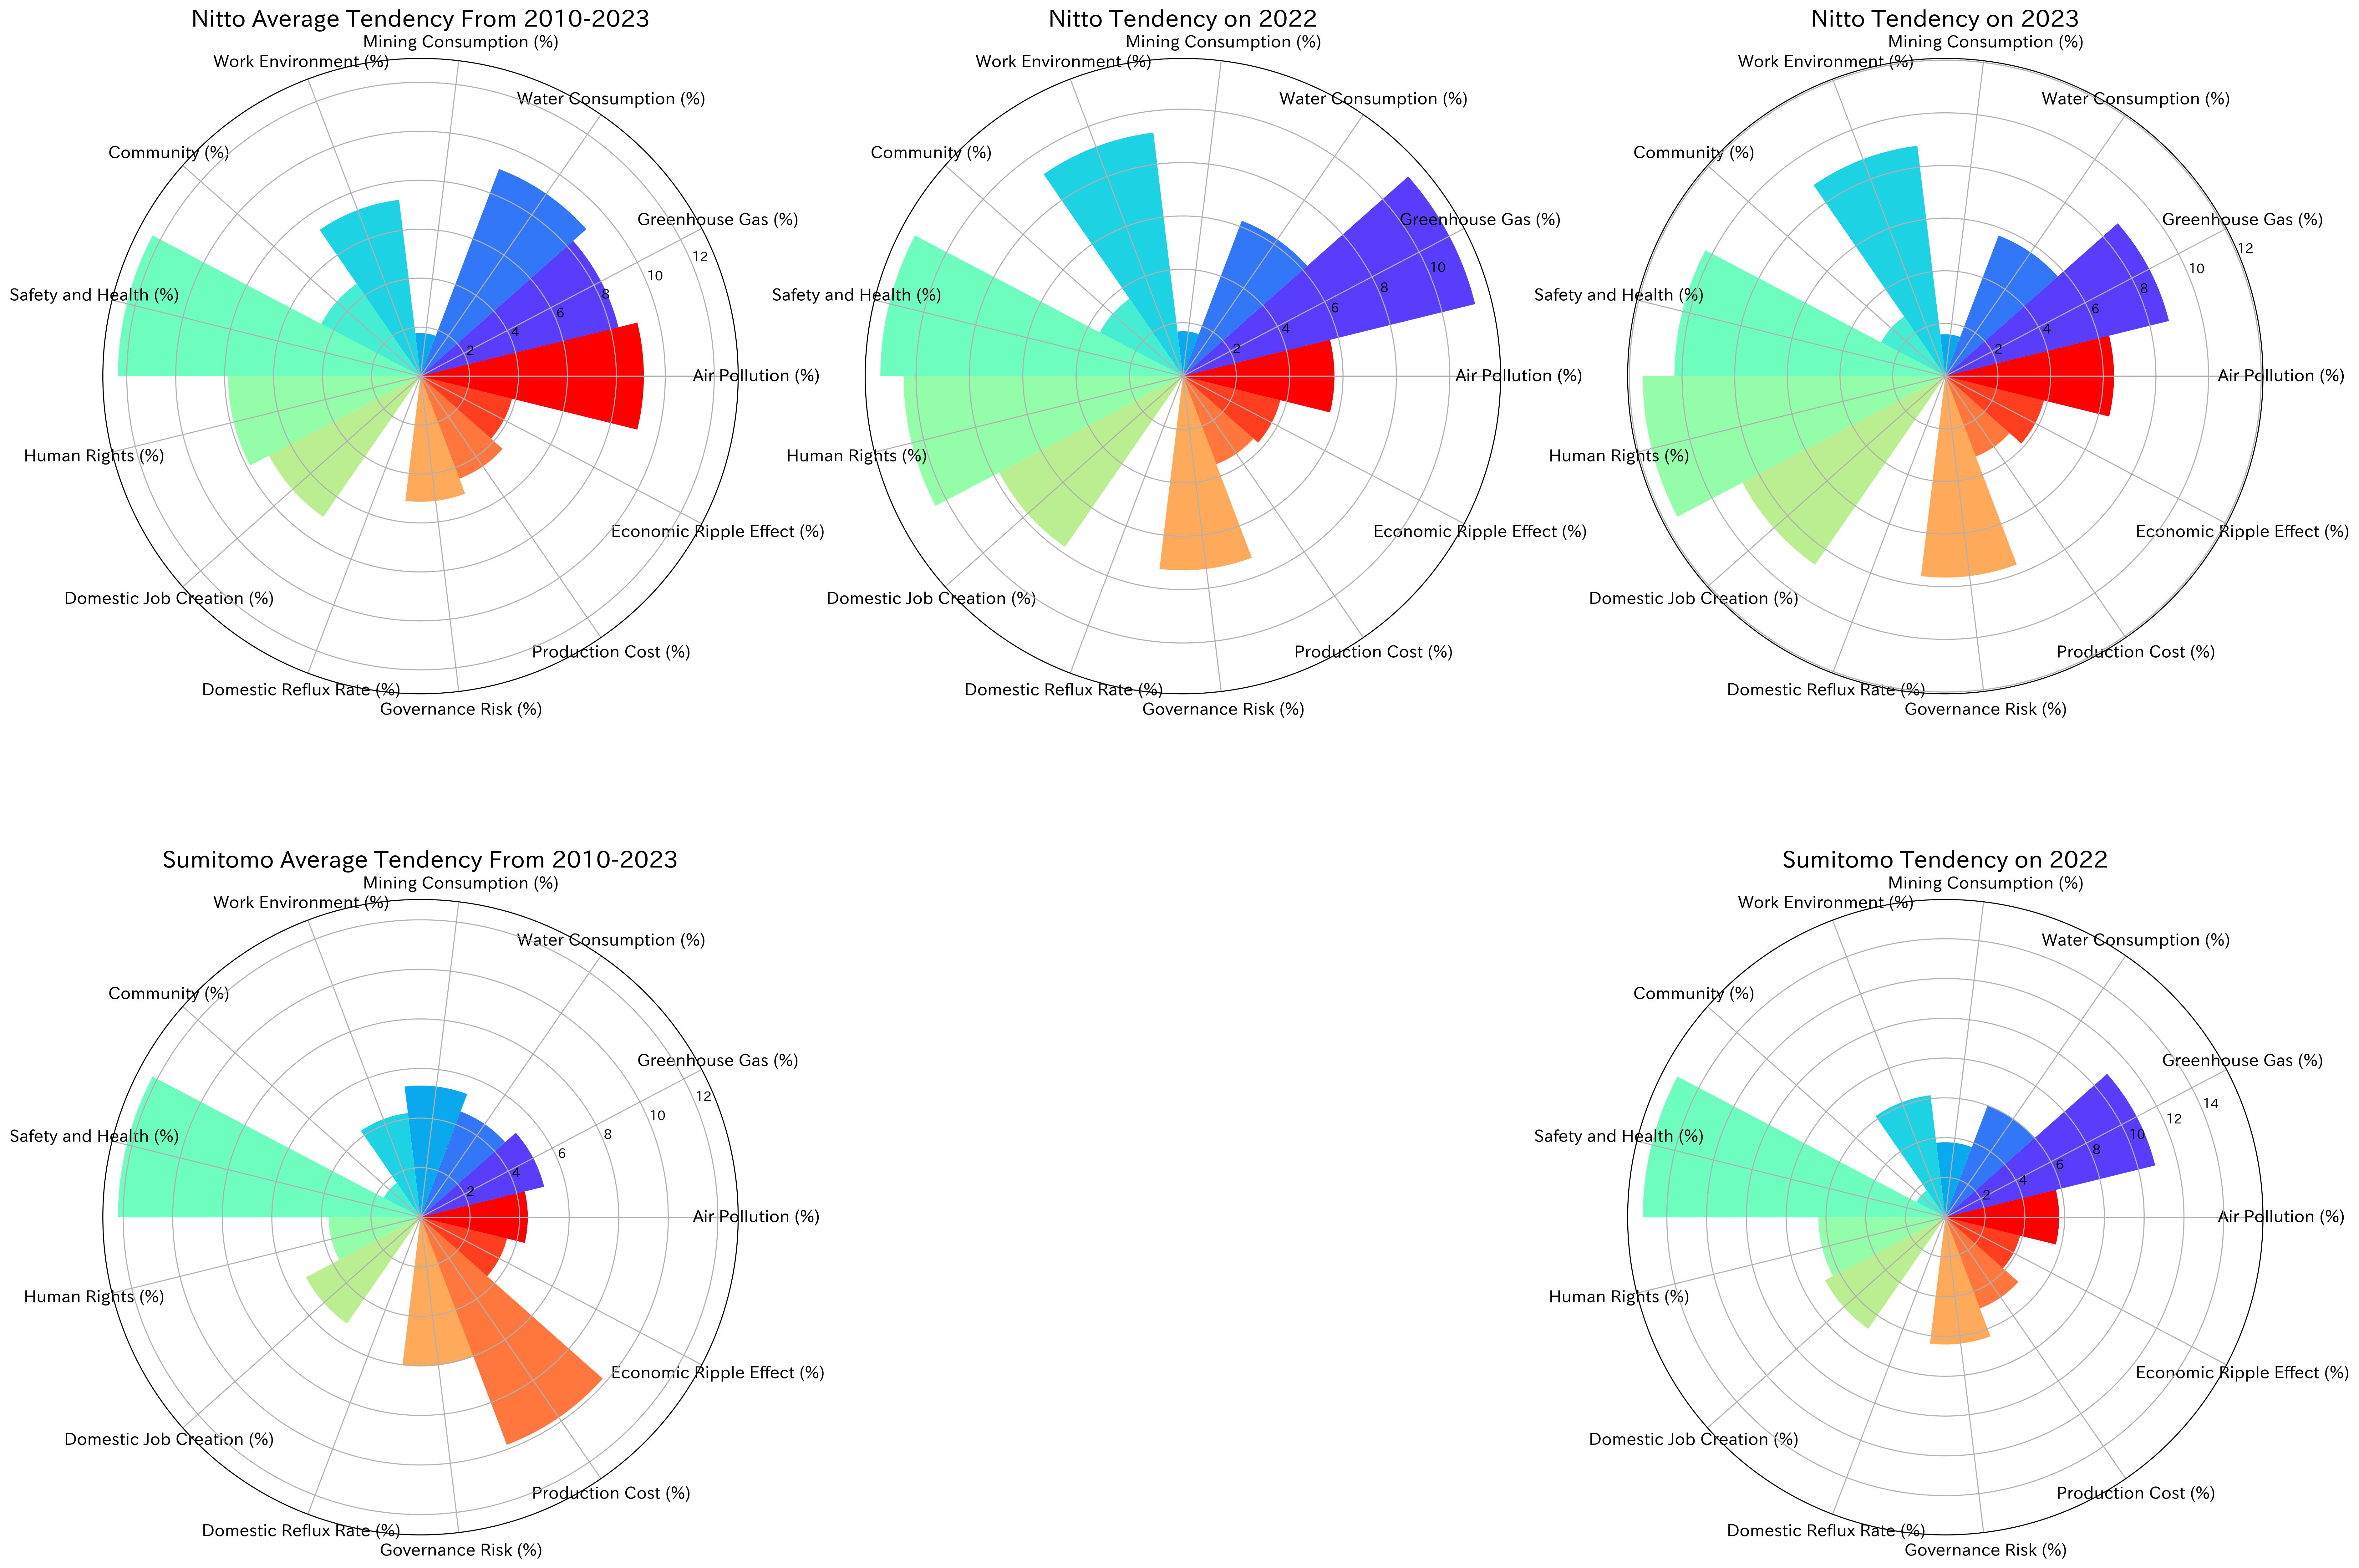 Nitto Average Tendency From 2010-2023
Mining Consumption (%)
Work Environment (%)
Water Consumption (%)
Community (%)
Greenhouse Gas (%)
12
10
8
6
4
2
Safety and Health (%)
Air Pollution (%)
Human Rights (%)
Economic Ripple Effect (%)
Domestic Job Creation (%)
Production Cost (%)
Domestic Reflux Rate (%)
Governance Risk (%)
Nitto Tendency on 2022
Mining Consumption (%)
Work Environment (%)
Water Consumption (%)
Community (%)
Greenhouse Gas (%)
10
8
6
4
2
Safety and Health (%)
Air Pollution (%)
Human Rights (%)
Economic Ripple Effect (%)
Domestic Job Creation (%)
Production Cost (%)
Domestic Reflux Rate (%)
Governance Risk (%)
Nitto Tendency on 2023
Mining Consumption (%)
Work Environment (%)
Water Consumption (%)
Community (%)
Greenhouse Gas (%)
12
10
8
6
4
2
Safety and Health (%)
Air Pollution (%)
Human Rights (%)
Economic Ripple Effect (%)
Domestic Job Creation (%)
Production Cost (%)
Domestic Reflux Rate (%)
Governance Risk (%)
Sumitomo Average Tendency From 2010-2023
Mining Consumption (%)
Work Environment (%)
Water Consumption (%)
Community (%)
Greenhouse Gas (%)
12
10
8
6
4
2
Safety and Health (%)
Air Pollution (%)
Human Rights (%)
Economic Ripple Effect (%)
Domestic Job Creation (%)
Production Cost (%)
Domestic Reflux Rate (%)
Governance Risk (%)
Sumitomo Tendency on 2022
Mining Consumption (%)
Work Environment (%)
Water Consumption (%)
Community (%)
Greenhouse Gas (%)
14
12
10
8
6
4
2
Safety and Health (%)
Air Pollution (%)
Human Rights (%)
Economic Ripple Effect (%)
Domestic Job Creation (%)
Production Cost (%)
Domestic Reflux Rate (%)
Governance Risk (%)